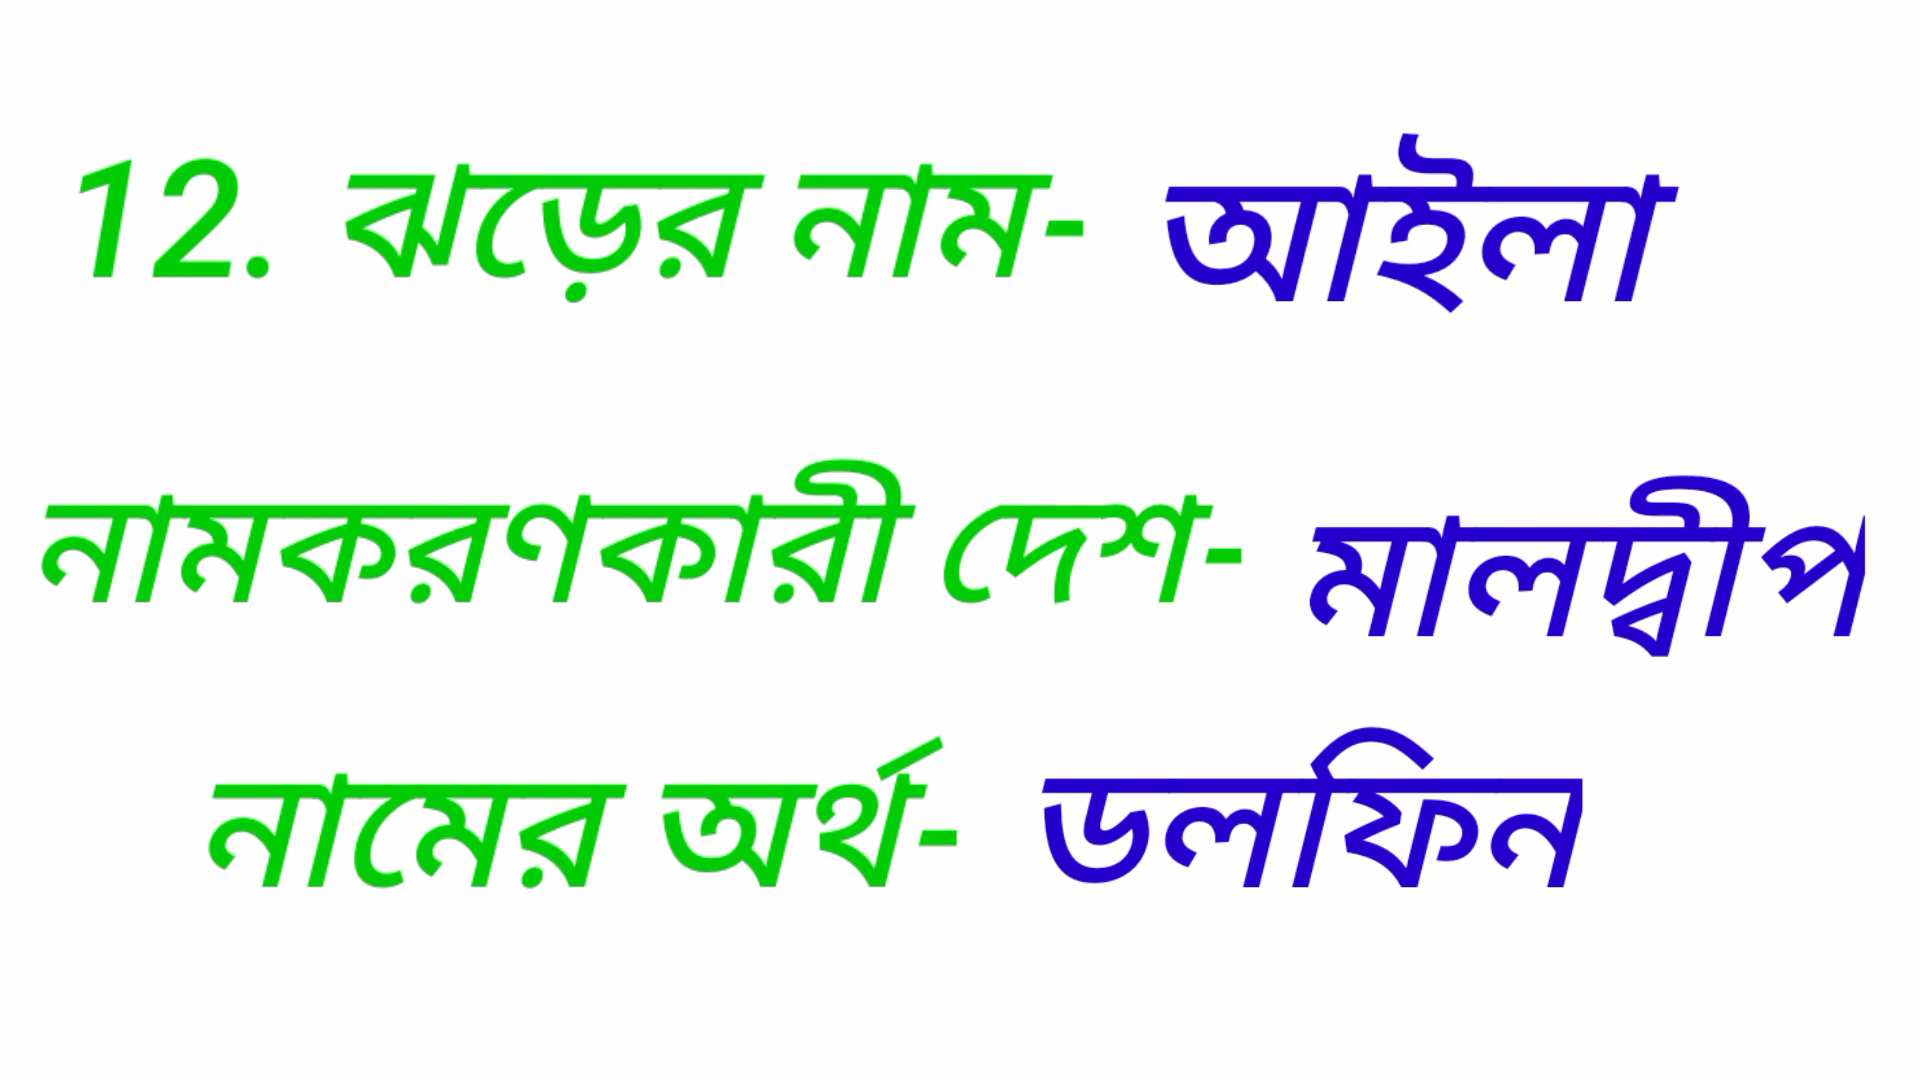 12. ঝড়ের নাম- আইলা
নামকরণকারী দেশ- মালদ্বীপ
নামের অর্থ- ডলফিন